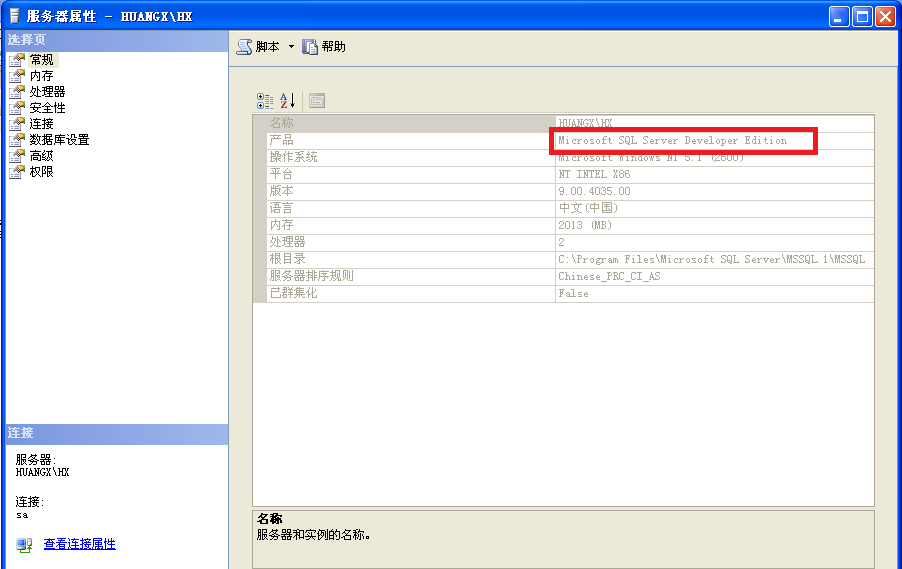 服务器属性 - HUANGX\HX
选择页
常规
内存
处理器
安全性
连接
数据库设置
高级
权限
脚本
帮助
名称 HUANGX\HX
产品 Microsoft SQL Server Developer Edition
操作系统 Microsoft Windows NT 5.1 (2600)
平台 NT INTEL X86
版本 9.00.4035.00
语言 中文(中国)
内存 2013 (MB)
处理器 2
根目录 C:\Program Files\Microsoft SQL Server\MSSQL.1\MSSQL
服务器排序规则 Chinese_PRC_CI_AS
已群集化 False
名称
服务器和实例的名称。
连接
服务器:
HUANGX\HX
连接:
sa
查看连接属性